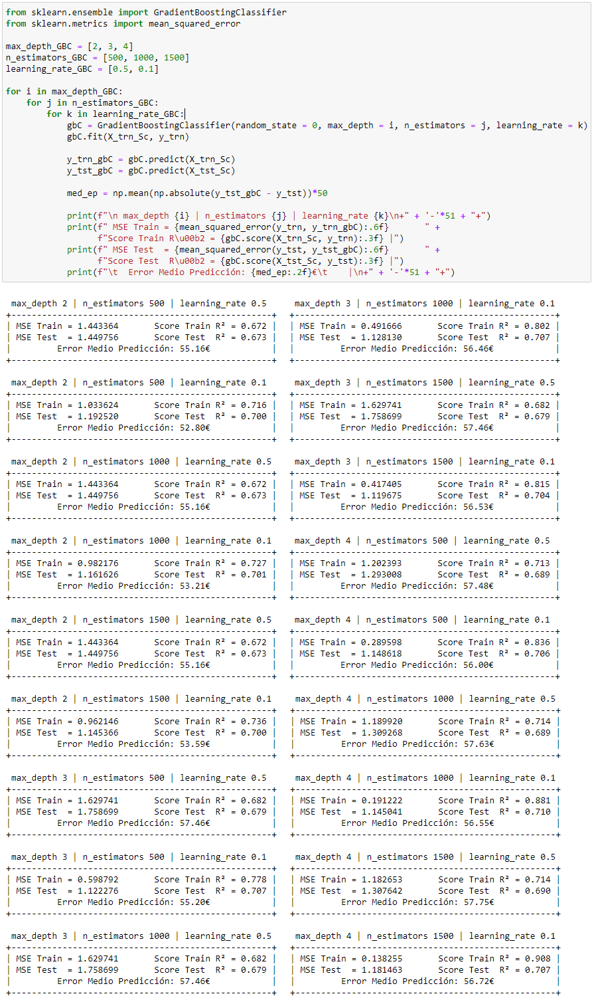 from sklearn.ensemble import GradientBoostingClassifier
from sklearn.metrics import mean_squared_error

max_depth_GBC = [2, 3, 4]
n_estimators_GBC = [500, 1000, 1500]
learning_rate_GBC = [0.5, 0.1]

for i in max_depth_GBC:
    for j in n_estimators_GBC:
        for k in learning_rate_GBC:
            gbC = GradientBoostingClassifier(random_state = 0, max_depth = i, n_estimators = j, learning_rate = k)
            gbC.fit(X_trn_Sc, y_trn)

            y_trn_gbC = gbC.predict(X_trn_Sc)
            y_tst_gbC = gbC.predict(X_tst_Sc)

            med_ep = np.mean(np.absolute(y_tst_gbC - y_tst))*50

            print(f"\n max_depth {i} | n_estimators {j} | learning_rate {k}\n+" + '-'*51 + "+")
            print(f" MSE Train = {mean_squared_error(y_trn, y_trn_gbC):.6f}       " +
                  f"Score Train R\u00b2 = {gbC.score(X_trn_Sc, y_trn):.3f} |")
            print(f" MSE Test  = {mean_squared_error(y_tst, y_tst_gbC):.6f}       " +
                  f"Score Test  R\u00b2 = {gbC.score(X_tst_Sc, y_tst):.3f} |")
            print(f"\t  Error Medio Predicción: {med_ep:.2f}€\t    |\n+" + '-'*51 + "+")

max_depth 2 | n_estimators 500 | learning_rate 0.5
+---------------------------------------------------+
| MSE Train = 1.443364       Score Train R² = 0.672 |
| MSE Test  = 1.449756       Score Test  R² = 0.673 |
|         Error Medio Predicción: 55.16€            |
+---------------------------------------------------+

max_depth 2 | n_estimators 500 | learning_rate 0.1
+---------------------------------------------------+
| MSE Train = 1.033624       Score Train R² = 0.716 |
| MSE Test  = 1.192520       Score Test  R² = 0.700 |
|         Error Medio Predicción: 52.80€            |
+---------------------------------------------------+

max_depth 2 | n_estimators 1000 | learning_rate 0.5
+---------------------------------------------------+
| MSE Train = 1.443364       Score Train R² = 0.672 |
| MSE Test  = 1.449756       Score Test  R² = 0.673 |
|         Error Medio Predicción: 55.16€            |
+---------------------------------------------------+

max_depth 2 | n_estimators 1000 | learning_rate 0.1
+---------------------------------------------------+
| MSE Train = 0.982176       Score Train R² = 0.727 |
| MSE Test  = 1.161626       Score Test  R² = 0.701 |
|         Error Medio Predicción: 53.21€            |
+---------------------------------------------------+

max_depth 2 | n_estimators 1500 | learning_rate 0.5
+---------------------------------------------------+
| MSE Train = 1.443364       Score Train R² = 0.672 |
| MSE Test  = 1.449756       Score Test  R² = 0.673 |
|         Error Medio Predicción: 55.16€            |
+---------------------------------------------------+

max_depth 2 | n_estimators 1500 | learning_rate 0.1
+---------------------------------------------------+
| MSE Train = 0.962146       Score Train R² = 0.736 |
| MSE Test  = 1.145366       Score Test  R² = 0.700 |
|         Error Medio Predicción: 53.59€            |
+---------------------------------------------------+

max_depth 3 | n_estimators 500 | learning_rate 0.5
+---------------------------------------------------+
| MSE Train = 1.629741       Score Train R² = 0.682 |
| MSE Test  = 1.758699       Score Test  R² = 0.679 |
|         Error Medio Predicción: 57.46€            |
+---------------------------------------------------+

max_depth 3 | n_estimators 500 | learning_rate 0.1
+---------------------------------------------------+
| MSE Train = 0.598792       Score Train R² = 0.778 |
| MSE Test  = 1.122276       Score Test  R² = 0.707 |
|         Error Medio Predicción: 55.20€            |
+---------------------------------------------------+

max_depth 3 | n_estimators 1000 | learning_rate 0.5
+---------------------------------------------------+
| MSE Train = 1.629741       Score Train R² = 0.682 |
| MSE Test  = 1.758699       Score Test  R² = 0.679 |
|         Error Medio Predicción: 57.46€            |
+---------------------------------------------------+

max_depth 3 | n_estimators 1000 | learning_rate 0.1
+---------------------------------------------------+
| MSE Train = 0.491666       Score Train R² = 0.802 |
| MSE Test  = 1.128130       Score Test  R² = 0.707 |
|         Error Medio Predicción: 56.46€            |
+---------------------------------------------------+

max_depth 3 | n_estimators 1500 | learning_rate 0.5
+---------------------------------------------------+
| MSE Train = 1.629741       Score Train R² = 0.682 |
| MSE Test  = 1.758699       Score Test  R² = 0.679 |
|         Error Medio Predicción: 57.46€            |
+---------------------------------------------------+

max_depth 3 | n_estimators 1500 | learning_rate 0.1
+---------------------------------------------------+
| MSE Train = 0.417405       Score Train R² = 0.815 |
| MSE Test  = 1.119675       Score Test  R² = 0.704 |
|         Error Medio Predicción: 56.53€            |
+---------------------------------------------------+

max_depth 4 | n_estimators 500 | learning_rate 0.5
+---------------------------------------------------+
| MSE Train = 1.202393       Score Train R² = 0.713 |
| MSE Test  = 1.293008       Score Test  R² = 0.689 |
|         Error Medio Predicción: 57.48€            |
+---------------------------------------------------+

max_depth 4 | n_estimators 500 | learning_rate 0.1
+---------------------------------------------------+
| MSE Train = 0.289598       Score Train R² = 0.836 |
| MSE Test  = 1.148618       Score Test  R² = 0.706 |
|         Error Medio Predicción: 56.00€            |
+---------------------------------------------------+

max_depth 4 | n_estimators 1000 | learning_rate 0.5
+---------------------------------------------------+
| MSE Train = 1.189920       Score Train R² = 0.714 |
| MSE Test  = 1.309268       Score Test  R² = 0.689 |
|         Error Medio Predicción: 57.63€            |
+---------------------------------------------------+

max_depth 4 | n_estimators 1000 | learning_rate 0.1
+---------------------------------------------------+
| MSE Train = 0.191222       Score Train R² = 0.881 |
| MSE Test  = 1.145041       Score Test  R² = 0.710 |
|         Error Medio Predicción: 56.55€            |
+---------------------------------------------------+

max_depth 4 | n_estimators 1500 | learning_rate 0.5
+---------------------------------------------------+
| MSE Train = 1.182653       Score Train R² = 0.714 |
| MSE Test  = 1.307642       Score Test  R² = 0.690 |
|         Error Medio Predicción: 57.75€            |
+---------------------------------------------------+

max_depth 4 | n_estimators 1500 | learning_rate 0.1
+---------------------------------------------------+
| MSE Train = 0.138255       Score Train R² = 0.908 |
| MSE Test  = 1.181463       Score Test  R² = 0.707 |
|         Error Medio Predicción: 56.72€            |
+---------------------------------------------------+